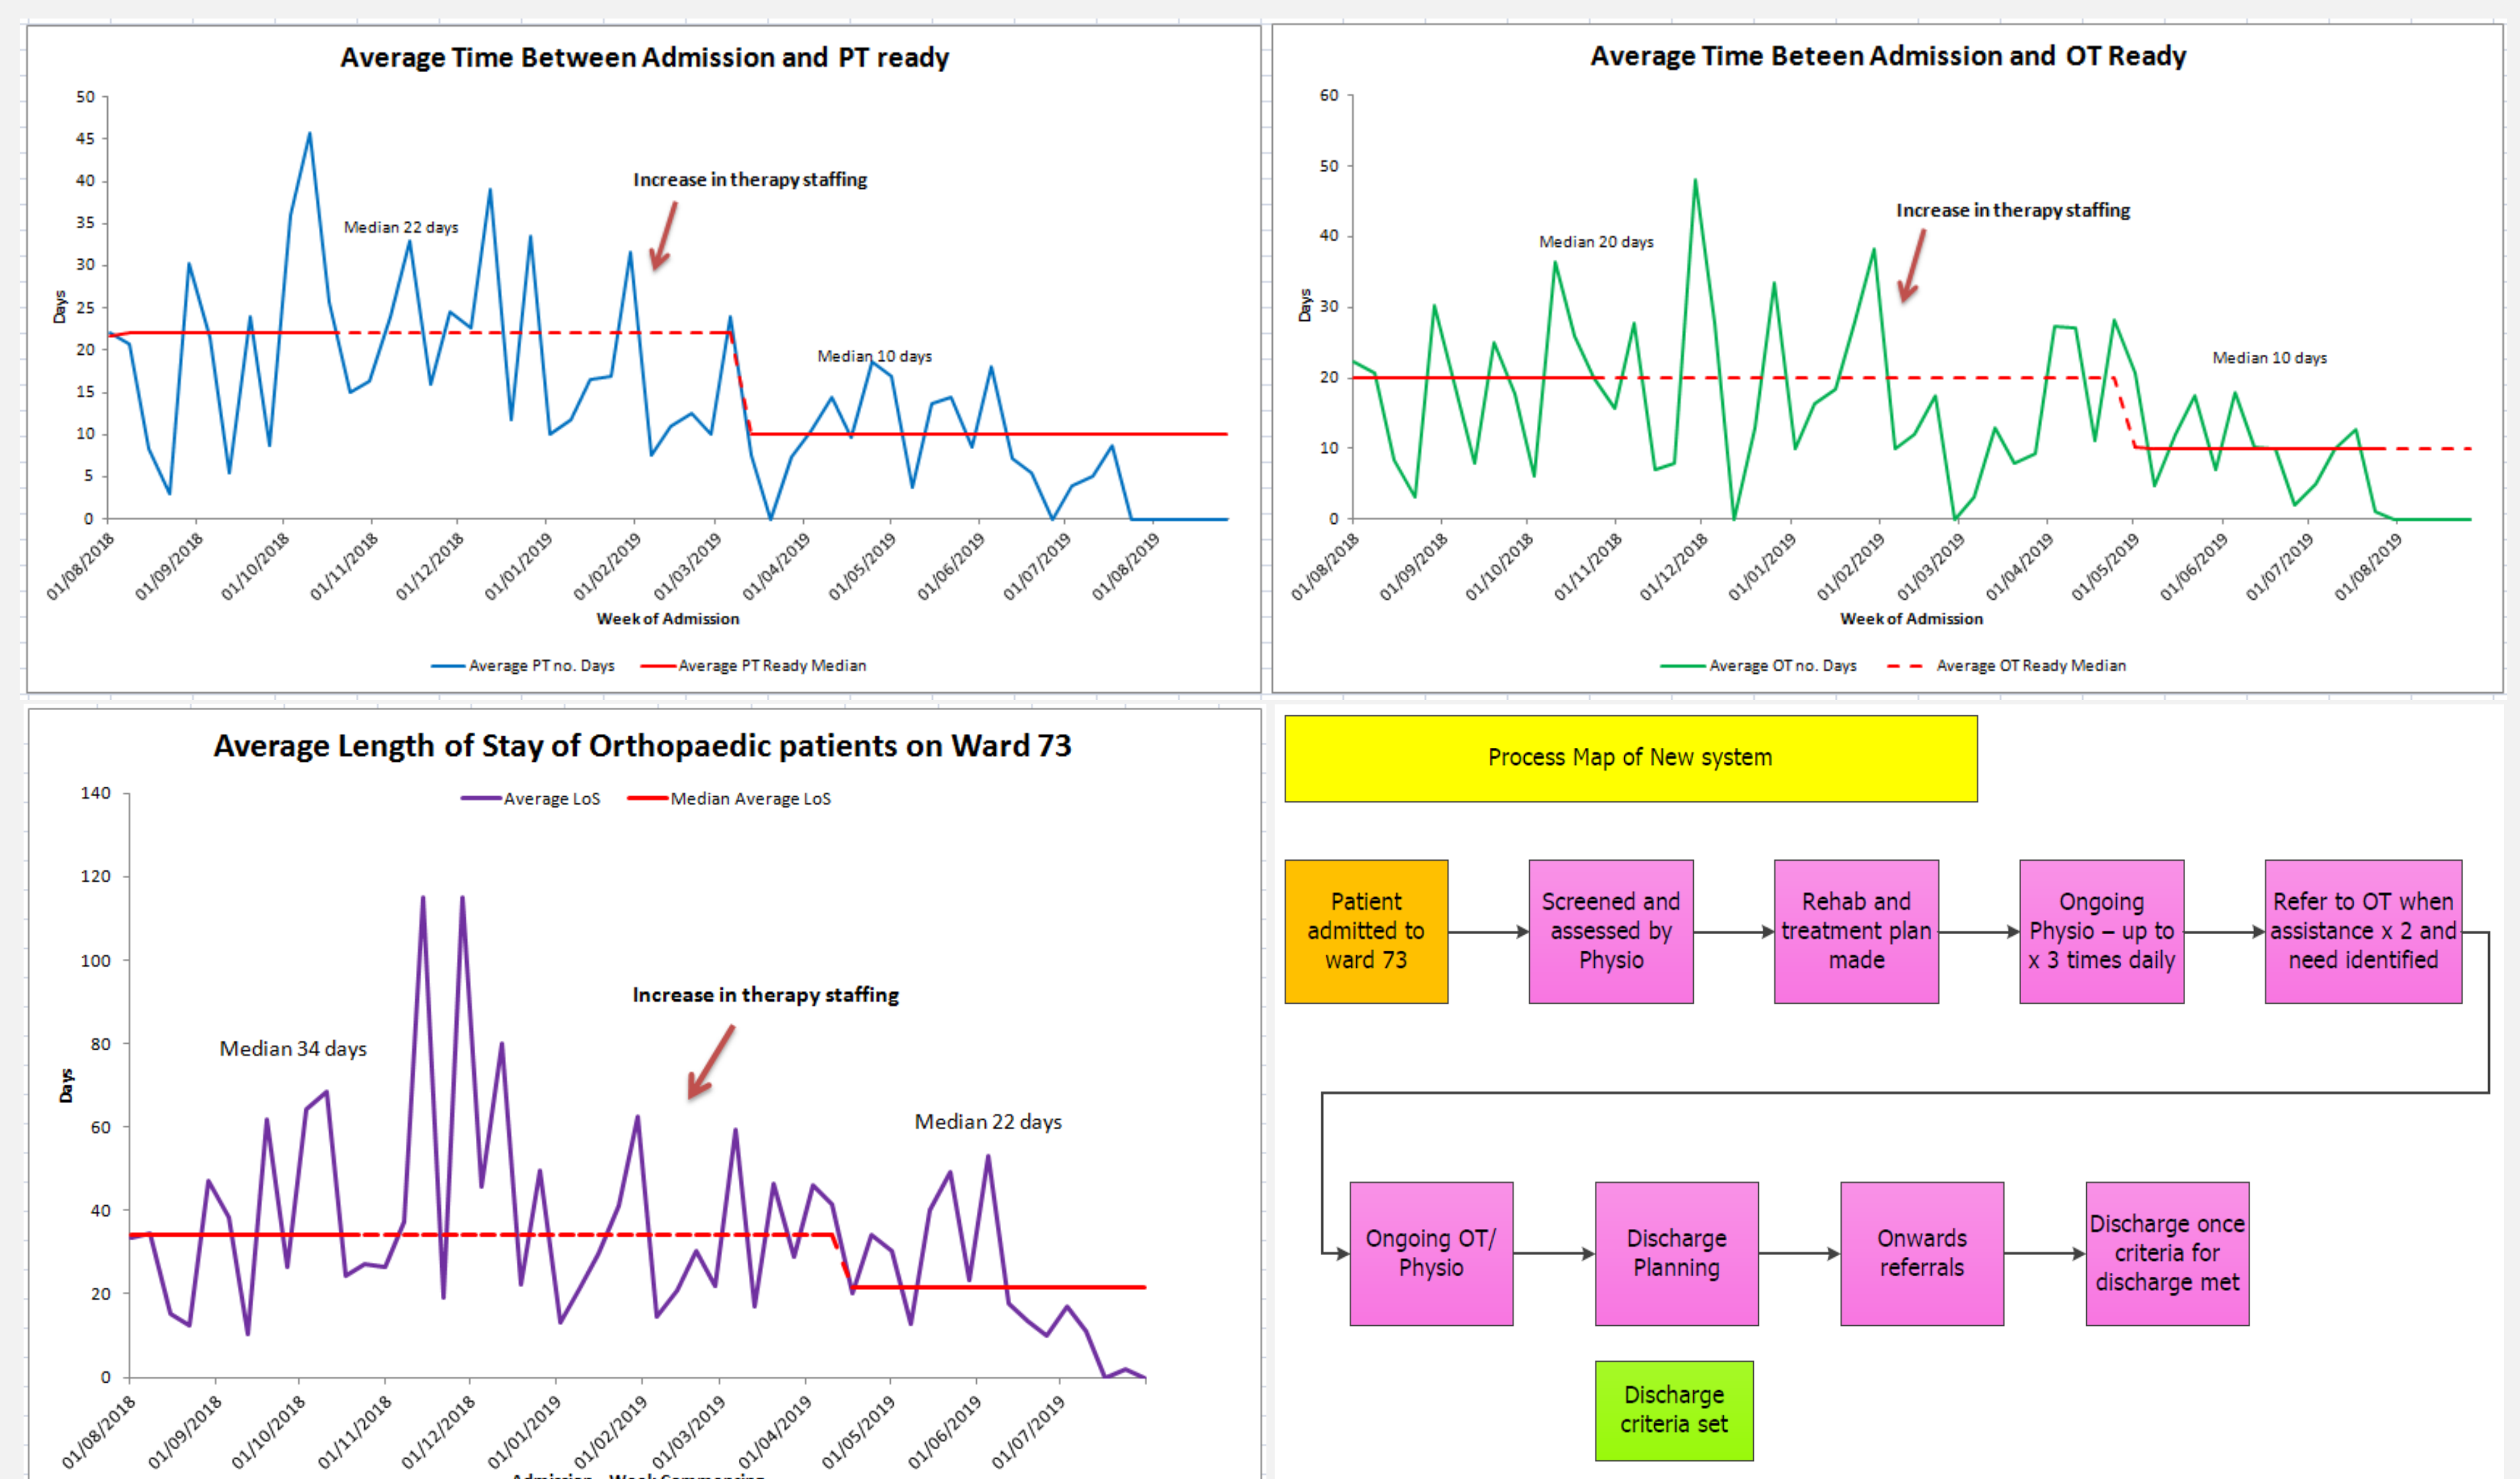 Average Time Between Admission and PT ready
50
45
40
35
30
25
20
15
10
5
0
Days
Increase in therapy staffing
Median 22 days
Median 10 days
01/08/2018
01/09/2018
01/10/2018
01/11/2018
01/12/2018
01/01/2019
01/02/2019
01/03/2019
01/04/2019
01/05/2019
01/06/2019
01/07/2019
01/08/2019
Week of Admission
Average PT no. Days
Average PT Ready Median
Average Time Beteen Admission and OT Ready
60
50
40
30
20
10
0
Days
Increase in therapy staffing
Median 20 days
Median 10 days
01/08/2018
01/09/2018
01/10/2018
01/11/2018
01/12/2018
01/01/2019
01/02/2019
01/03/2019
01/04/2019
01/05/2019
01/06/2019
01/07/2019
01/08/2019
Week of Admission
Average OT no. Days
Average OT Ready Median
Average Length of Stay of Orthopaedic patients on Ward 73
Average LoS
Median Average LoS
140
120
100
80
60
40
20
0
Days
Increase in therapy staffing
Median 34 days
Median 22 days
01/08/2018
01/09/2018
01/10/2018
01/11/2018
01/12/2018
01/01/2019
01/02/2019
01/03/2019
01/04/2019
01/05/2019
01/06/2019
01/07/2019
Admission - Week Commencing
Process Map of New system
Patient
admitted to
ward 73
Screened and
assessed by
Physio
Rehab and
treatment plan
made
Ongoing
Physio – up to
x 3 times daily
Refer to OT when
assistance x 2 and
need identified
Ongoing OT/
Physio
Discharge
Planning
Onwards
referrals
Discharge once
criteria for
discharge met
Discharge
criteria set